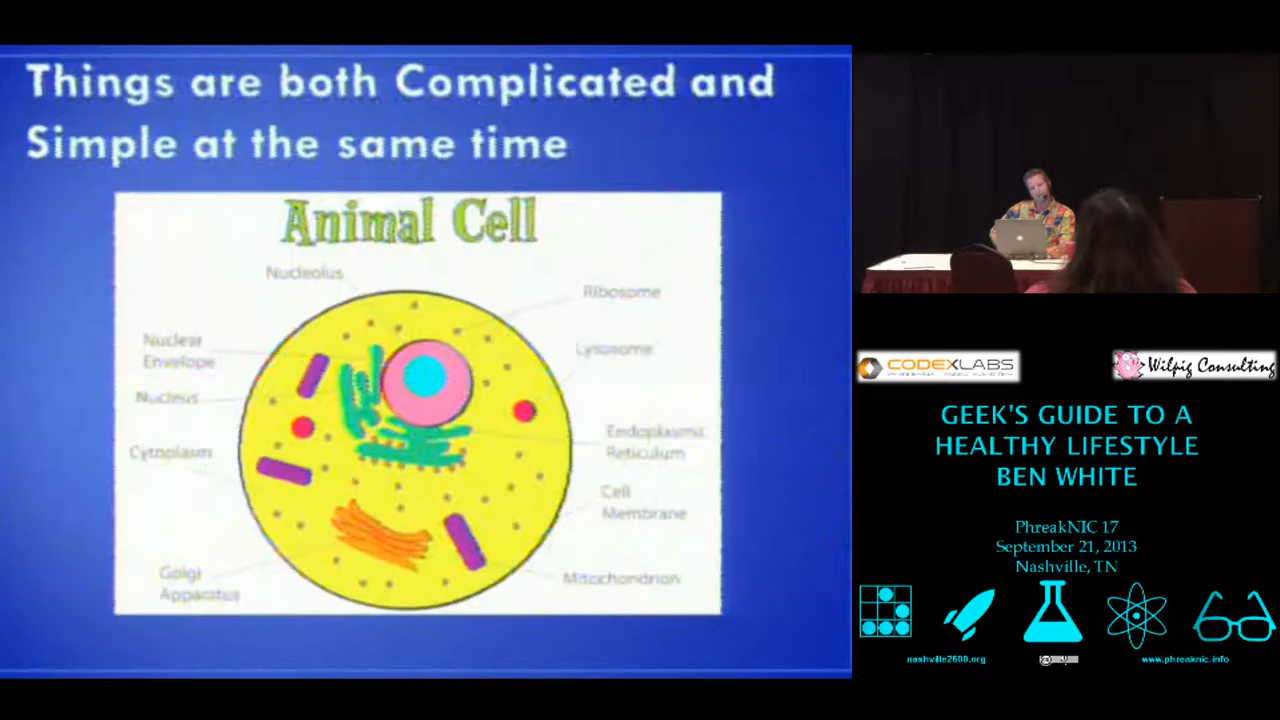 Things are both Complicated and
Simple at the same time
Animal Cell
Nucleolus
Ribosome
Nuclear
Envelope
Lysosome
Nucleus
Cytoplasm
Endoplasmic
Reticulum
Cell
Membrane
Golgi
Apparatus
Mitochondrion
CODEXLABS
Wilpig Consulting
GEEK'S GUIDE TO A
HEALTHY LIFESTYLE
BEN WHITE
PhreakNIC 17
September 21, 2013
Nashville, TN
nashville2600.org
www.phreaknic.info